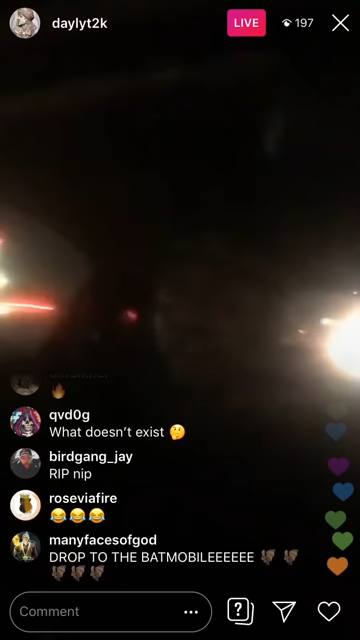 daylyt2k
LIVE
197
qvd0g
What doesn't exist 🤔
birdgang_jay
RIP nip
roseviafire
😂😂😂
manyfacesofgod
DROP TO THE BATMOBILEEEEEE
Comment